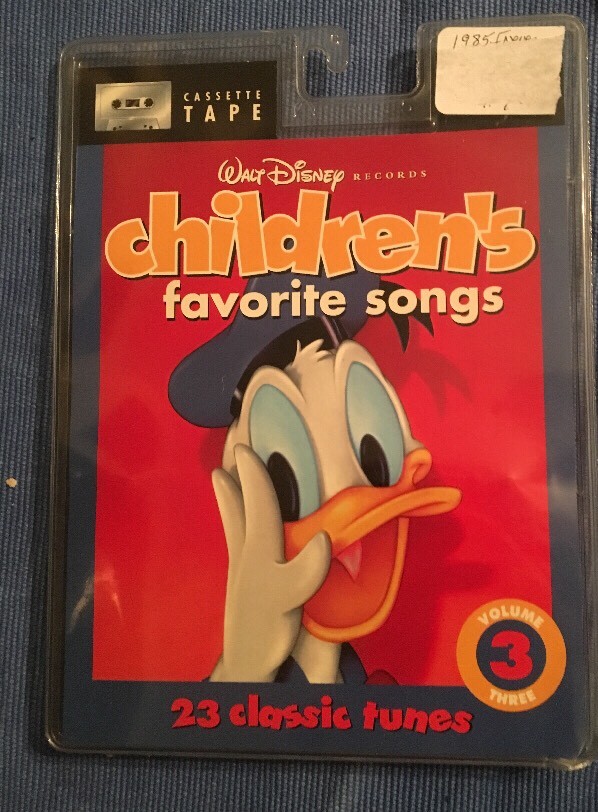 1985
CASSETTE
TAPE
WALT DISNEY RECORDS
children's
favorite songs
VOLUME
3
THREE
23 classic tunes